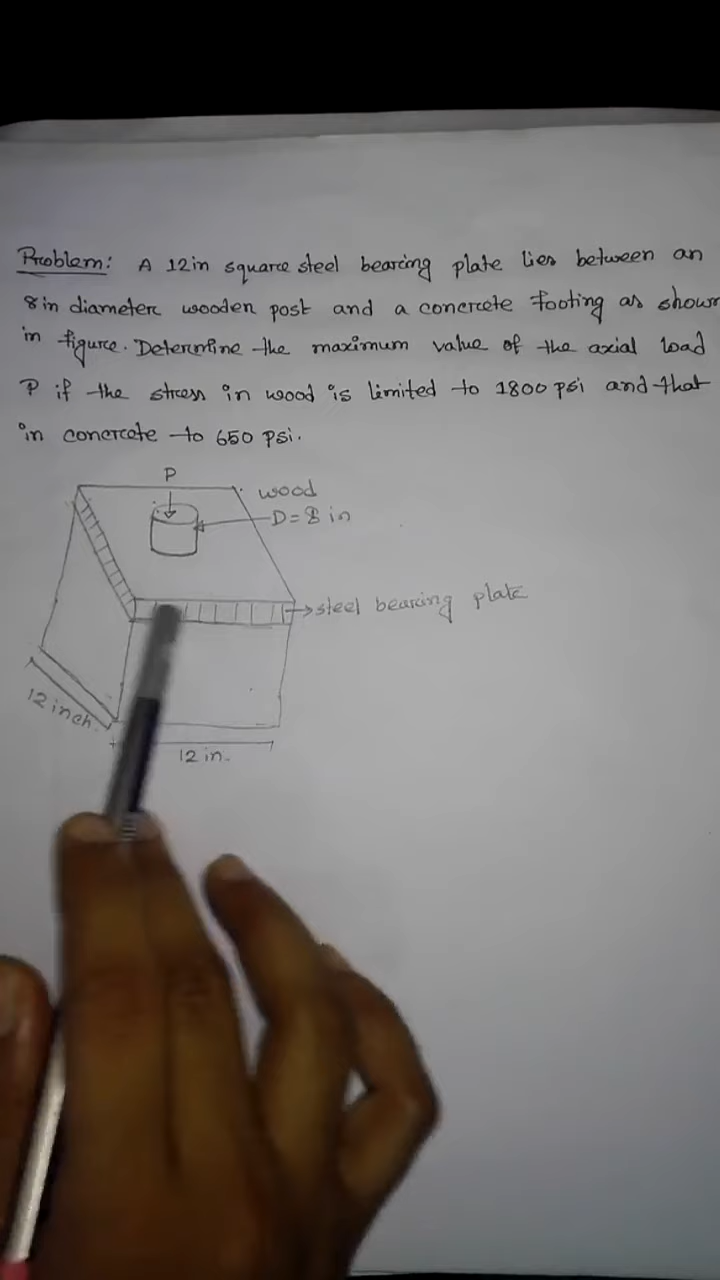 Problem: A 12in square steel bearing plate lies between an
8in diameter wooden post and a concrete footing as shown
in figure. Determine the maximum value of the axial load
P if the stress in wood is limited to 1800 psi and that
in concrete to 650 psi.
P
wood
D=8 in
steel bearing plate
12 inch.
12 in.